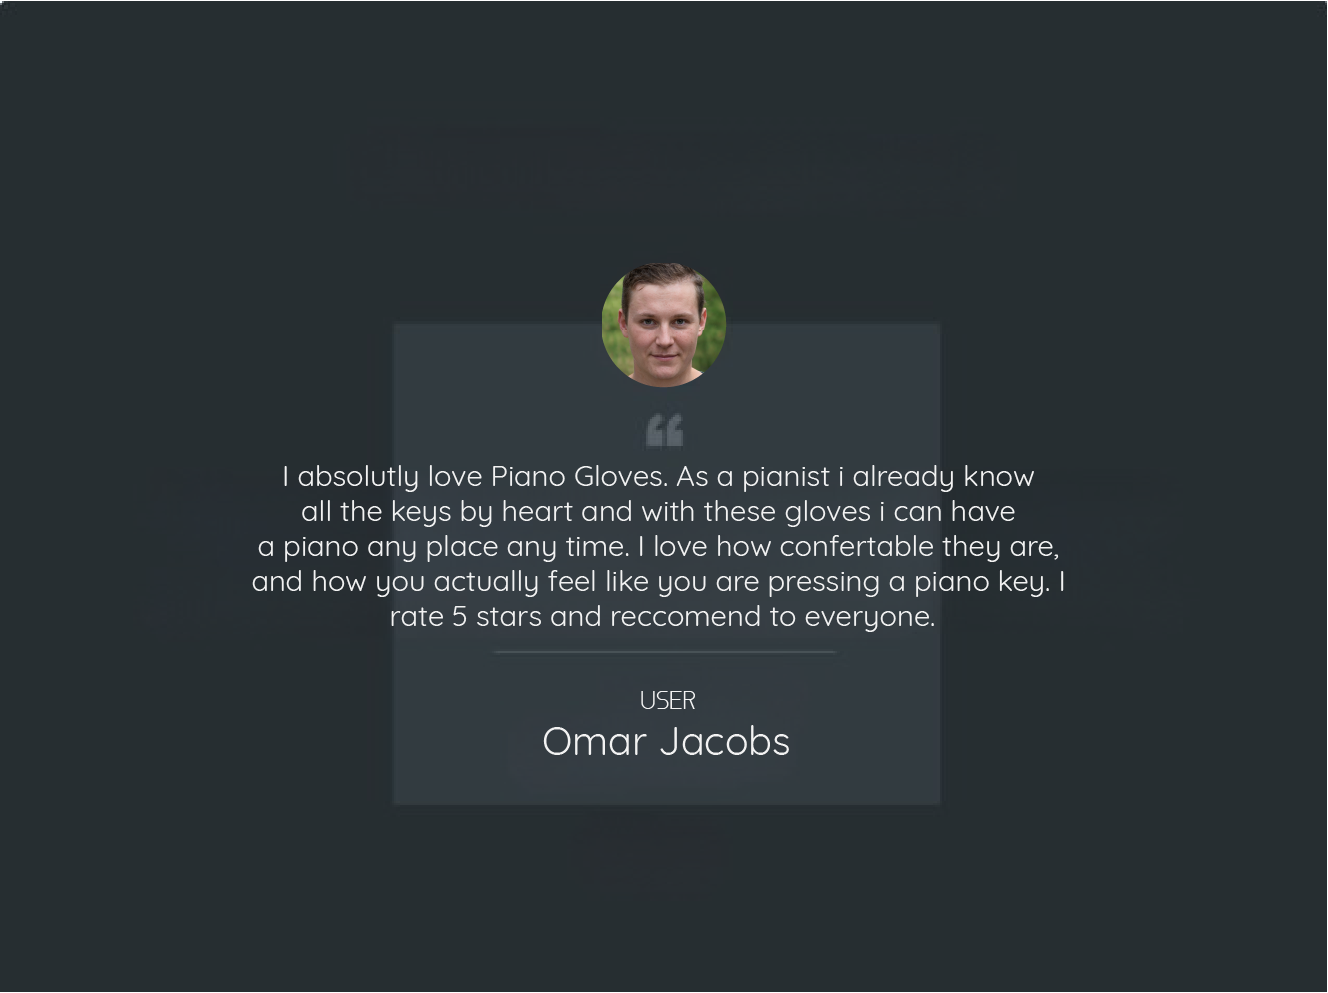 “
I absolutly love Piano Gloves. As a pianist i already know
all the keys by heart and with these gloves i can have
a piano any place any time. I love how confertable they are,
and how you actually feel like you are pressing a piano key. I
rate 5 stars and reccomend to everyone.
USER
Omar Jacobs